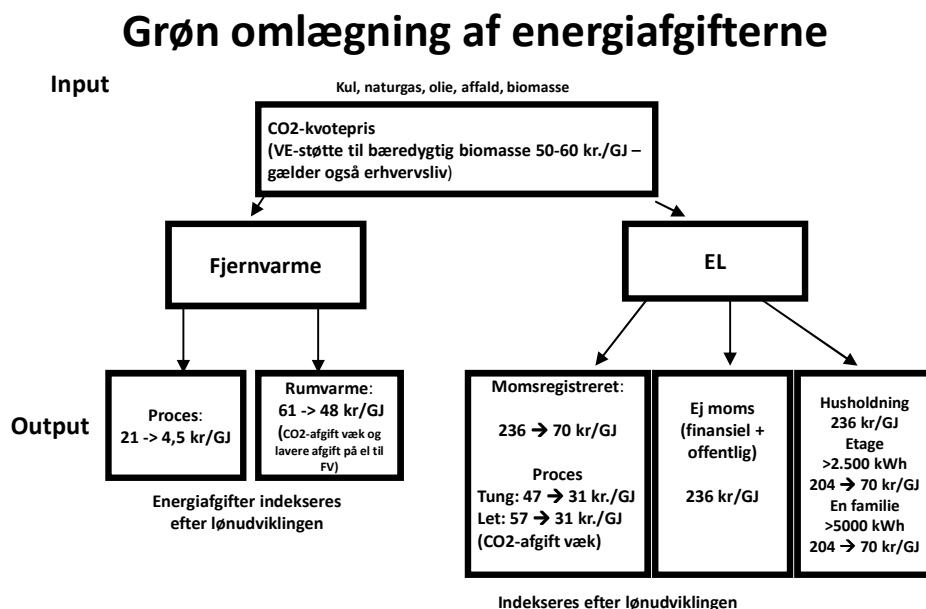 Grøn omlægning af energiafgifterne
Input
Kul, naturgas, olie, affald, biomasse
CO2-kvotepris
(VE-støtte til bæredygtig biomasse 50-60 kr./GJ –
gælder også erhvervsliv)
Fjernvarme
EL
Output
Proces:
21 -> 4,5 kr/GJ
Rumvarme:
61 -> 48 kr/GJ
(CO2-afgift væk og
lavere afgift på el til
FV)
Energiafgifter indekseres
efter lønudviklingen
Momsregistreret:
236 → 70 kr/GJ
Proces
Tung: 47 → 31 kr./GJ
Let: 57 → 31 kr./GJ
(CO2-afgift væk)
Ej moms
(finansiel +
offentlig)
236 kr/GJ
Husholdning
236 kr/GJ
Etage
>2.500 kWh
204 → 70 kr/GJ
En familie
>5000 kWh
204 → 70 kr/GJ
Indekseres efter lønudviklingen